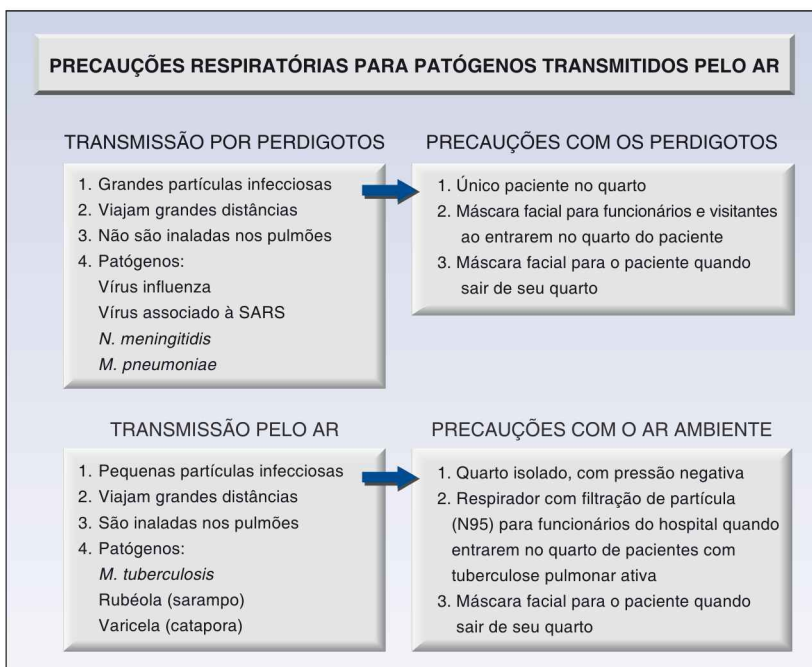 PRECAUÇÕES RESPIRATÓRIAS PARA PATÓGENOS TRANSMITIDOS PELO AR
TRANSMISSÃO POR PERDIGOTOS
1. Grandes partículas infecciosas
2. Viajam grandes distâncias
3. Não são inaladas nos pulmões
4. Patógenos:
Vírus influenza
Vírus associado à SARS
N. meningitidis
M. pneumoniae
PRECAUÇÕES COM OS PERDIGOTOS
1. Único paciente no quarto
2. Máscara facial para funcionários e visitantes
ao entrarem no quarto do paciente
3. Máscara facial para o paciente quando
sair de seu quarto
TRANSMISSÃO PELO AR
1. Pequenas partículas infecciosas
2. Viajam grandes distâncias
3. São inaladas nos pulmões
4. Patógenos:
M. tuberculosis
Rubéola (sarampo)
Varicela (catapora)
PRECAUÇÕES COM O AR AMBIENTE
1. Quarto isolado, com pressão negativa
2. Respirador com filtração de partícula
(N95) para funcionários do hospital quando
entrarem no quarto de pacientes com
tuberculose pulmonar ativa
3. Máscara facial para o paciente quando
sair de seu quarto